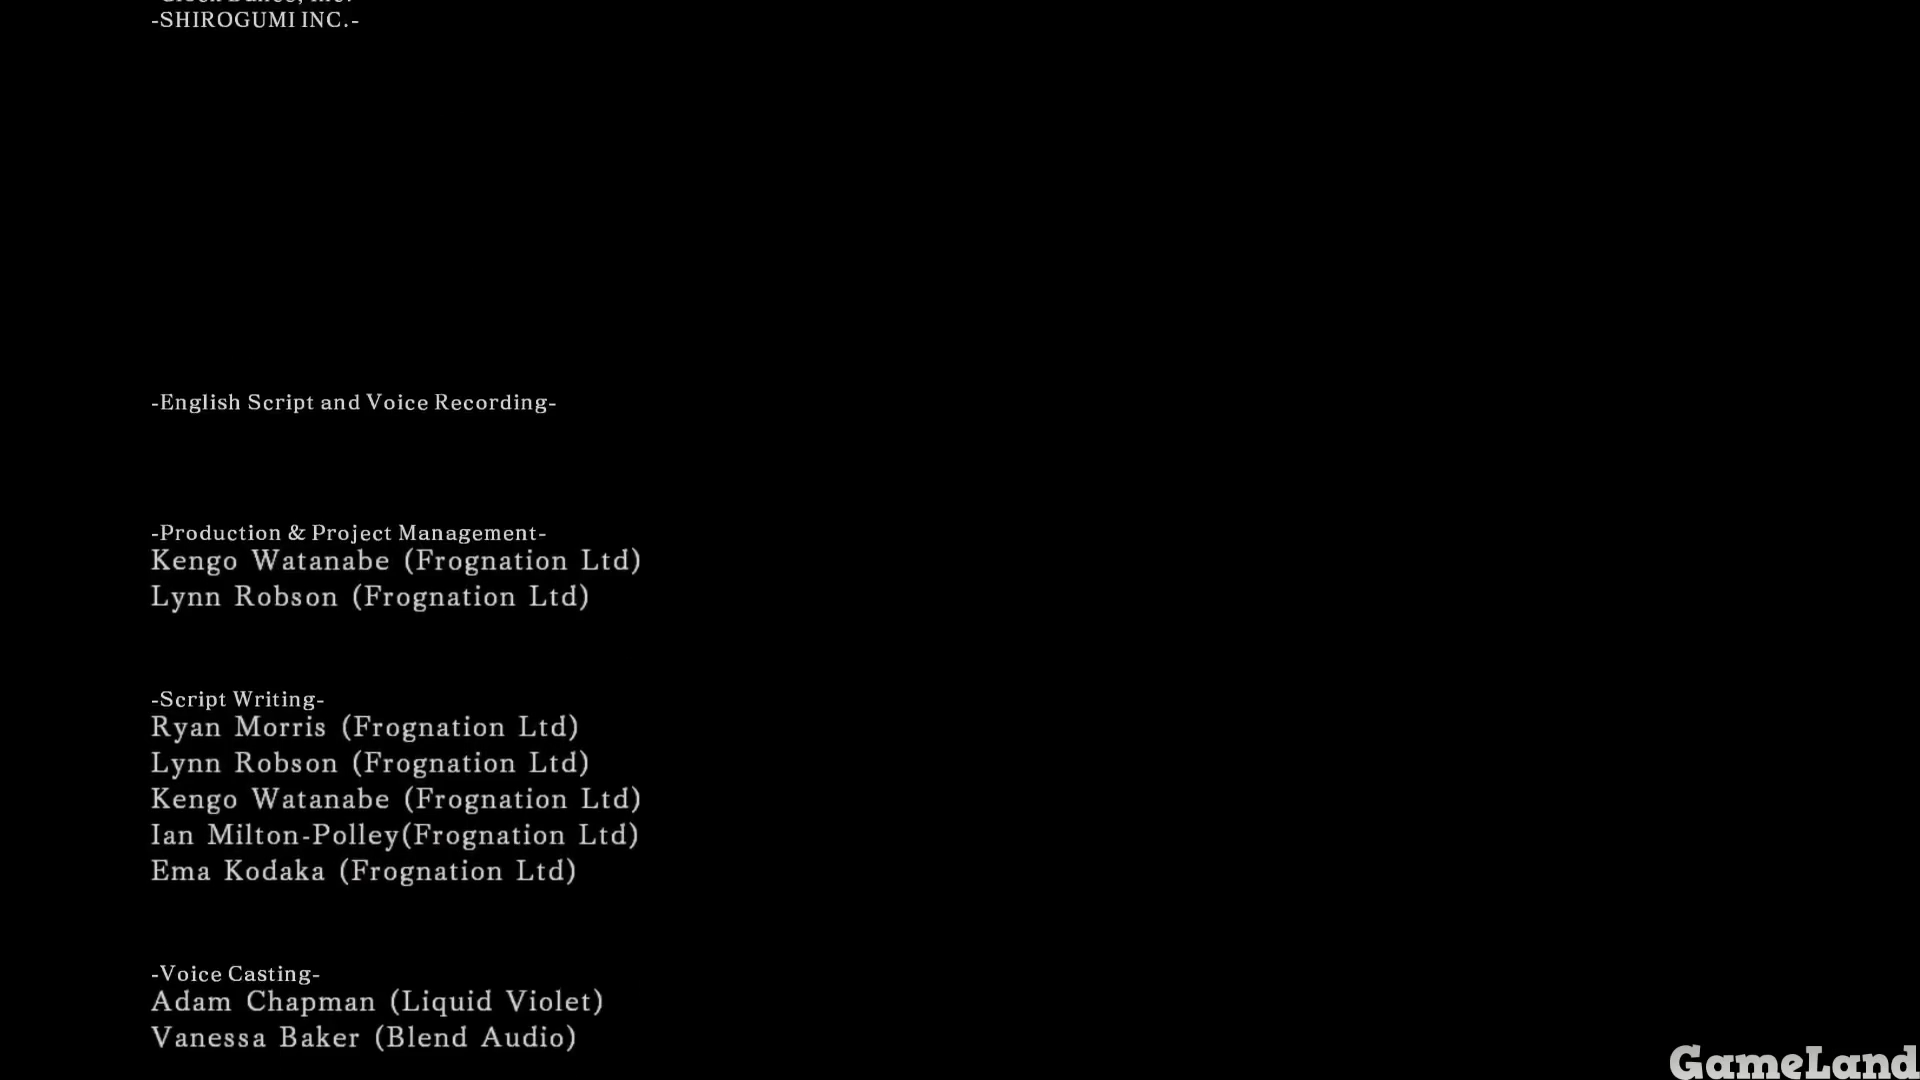 -SHIROGUMI INC.-
-English Script and Voice Recording-
-Production & Project Management-
Kengo Watanabe (Frognation Ltd)
Lynn Robson (Frognation Ltd)
-Script Writing-
Ryan Morris (Frognation Ltd)
Lynn Robson (Frognation Ltd)
Kengo Watanabe (Frognation Ltd)
Ian Milton-Polley(Frognation Ltd)
Ema Kodaka (Frognation Ltd)
-Voice Casting-
Adam Chapman (Liquid Violet)
Vanessa Baker (Blend Audio)
GameLand